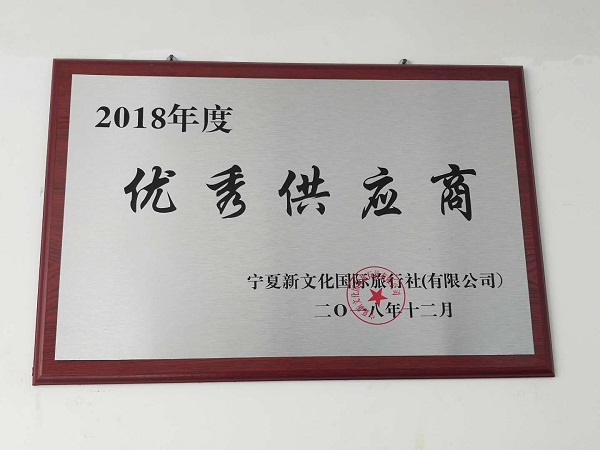 2018年度
优秀供应商
宁夏新文化国际旅行社(有限公司)
二〇一八年十二月